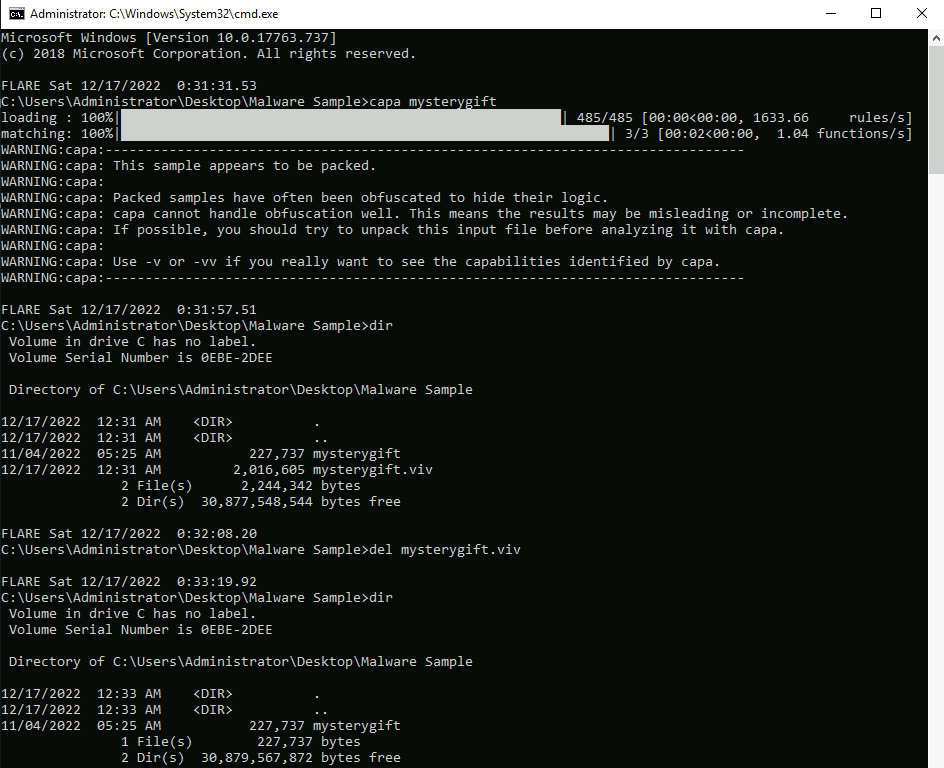 Administrator: C:\Windows\System32\cmd.exe
Microsoft Windows [Version 10.0.17763.737]
(c) 2018 Microsoft Corporation. All rights reserved.
FLARE Sat 12/17/2022  0:31:31.53
C:\Users\Administrator\Desktop\Malware Sample>capa mysterygift
loading : 100%| | 485/485 [00:00<00:00, 1633.66     rules/s]
matching: 100%| | 3/3 [00:02<00:00,  1.04 functions/s]
WARNING:capa:--------------------------------------------------------------------------------
WARNING:capa: This sample appears to be packed.
WARNING:capa:
WARNING:capa: Packed samples have often been obfuscated to hide their logic.
WARNING:capa: capa cannot handle obfuscation well. This means the results may be misleading or incomplete.
WARNING:capa: If possible, you should try to unpack this input file before analyzing it with capa.
WARNING:capa:
WARNING:capa: Use -v or -vv if you really want to see the capabilities identified by capa.
WARNING:capa:--------------------------------------------------------------------------------
FLARE Sat 12/17/2022  0:31:57.51
C:\Users\Administrator\Desktop\Malware Sample>dir
Volume in drive C has no label.
Volume Serial Number is 0EBE-2DEE
Directory of C:\Users\Administrator\Desktop\Malware Sample
12/17/2022  12:31 AM    <DIR>          .
12/17/2022  12:31 AM    <DIR>          ..
11/04/2022  05:25 AM           227,737 mysterygift
12/17/2022  12:31 AM         2,016,605 mysterygift.viv
2 File(s)      2,244,342 bytes
2 Dir(s)  30,877,548,544 bytes free
FLARE Sat 12/17/2022  0:32:08.20
C:\Users\Administrator\Desktop\Malware Sample>del mysterygift.viv
FLARE Sat 12/17/2022  0:33:19.92
C:\Users\Administrator\Desktop\Malware Sample>dir
Volume in drive C has no label.
Volume Serial Number is 0EBE-2DEE
Directory of C:\Users\Administrator\Desktop\Malware Sample
12/17/2022  12:33 AM    <DIR>          .
12/17/2022  12:33 AM    <DIR>          ..
11/04/2022  05:25 AM           227,737 mysterygift
1 File(s)        227,737 bytes
2 Dir(s)  30,879,567,872 bytes free